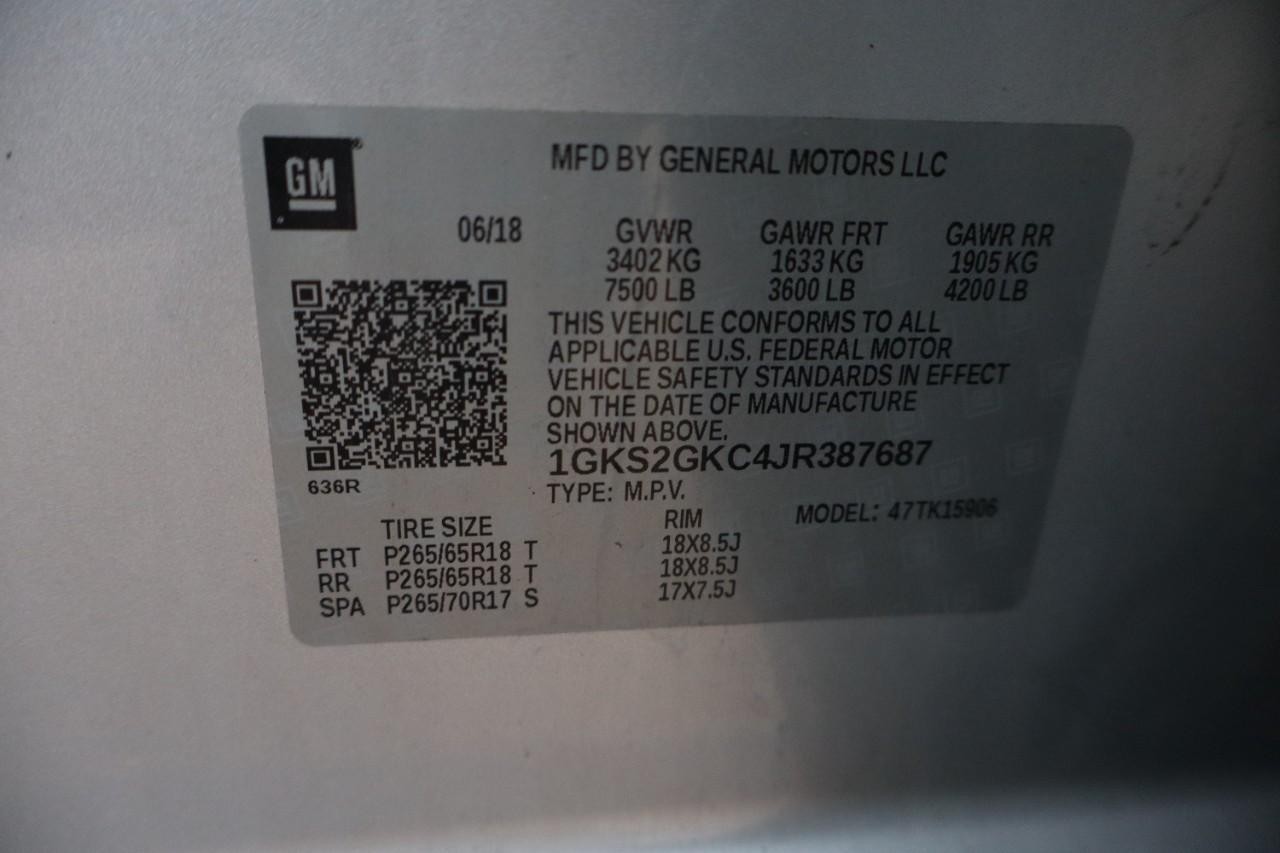 GM
MFD BY GENERAL MOTORS LLC
06/18 GVWR GAWR FRT GAWR RR
3402 KG 1633 KG 1905 KG
7500 LB 3600 LB 4200 LB
THIS VEHICLE CONFORMS TO ALL
APPLICABLE U.S. FEDERAL MOTOR
VEHICLE SAFETY STANDARDS IN EFFECT
ON THE DATE OF MANUFACTURE
SHOWN ABOVE.
1GKS2GKC4JR387687
636R
TYPE: M.P.V.
MODEL: 47TK15906
TIRE SIZE RIM
FRT P265/65R18 T 18X8.5J
RR P265/65R18 T 18X8.5J
SPA P265/70R17 S 17X7.5J